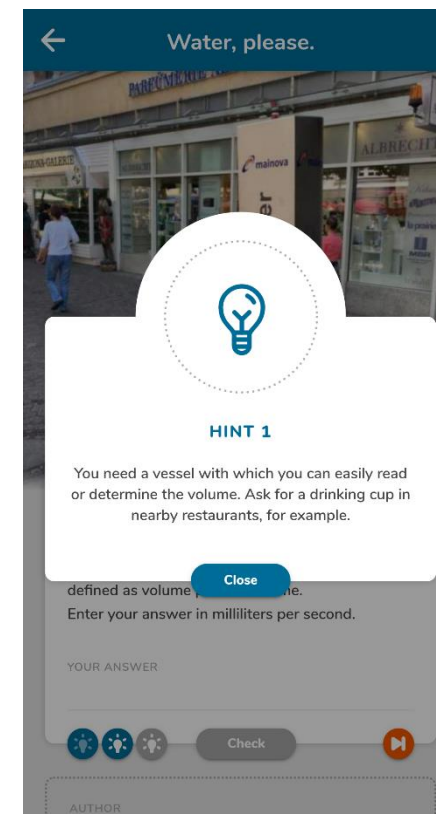 Water, please.
PARFÜMERIE
ALBRECHT
mainova
HINT 1
You need a vessel with which you can easily read
or determine the volume. Ask for a drinking cup in
nearby restaurants, for example.
Close
defined as volume
Enter your answer in milliliters per second.
YOUR ANSWER
Check
AUTHOR